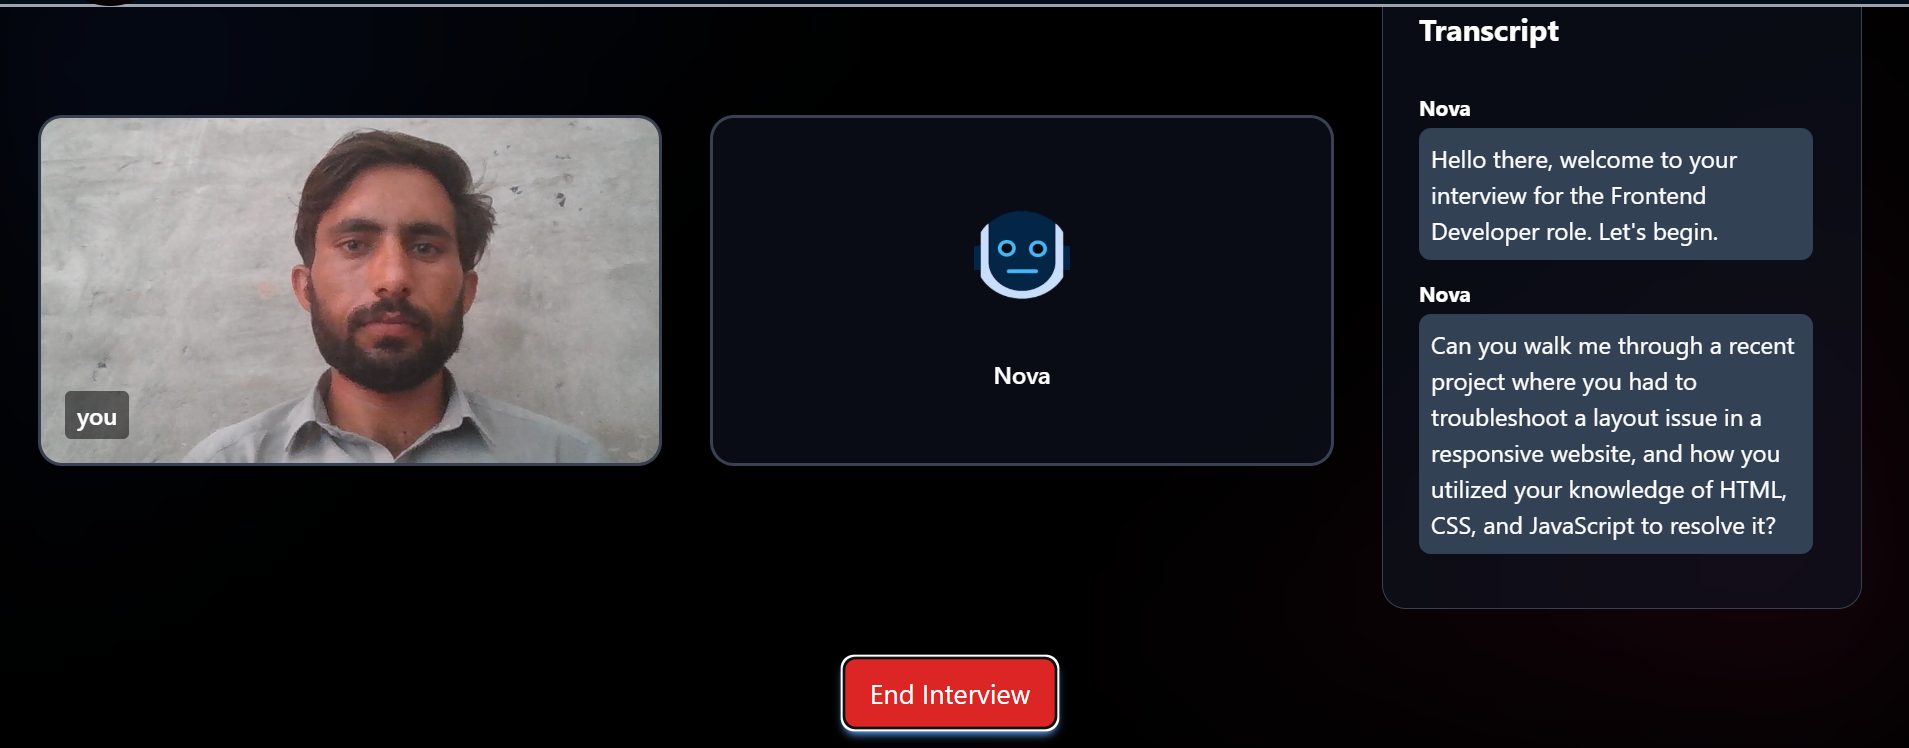 you
Nova
Transcript
Nova
Hello there, welcome to your
interview for the Frontend
Developer role. Let's begin.
Nova
Can you walk me through a recent
project where you had to
troubleshoot a layout issue in a
responsive website, and how you
utilized your knowledge of HTML,
CSS, and JavaScript to resolve it?
End Interview